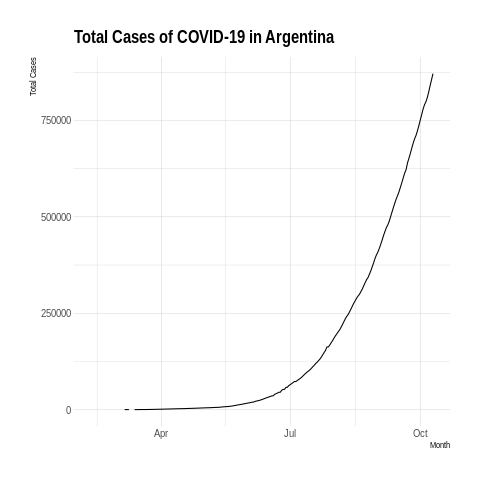 Total Cases of COVID-19 in Argentina
Total Cases
750000
500000
250000
0
Apr Jul Oct
Month